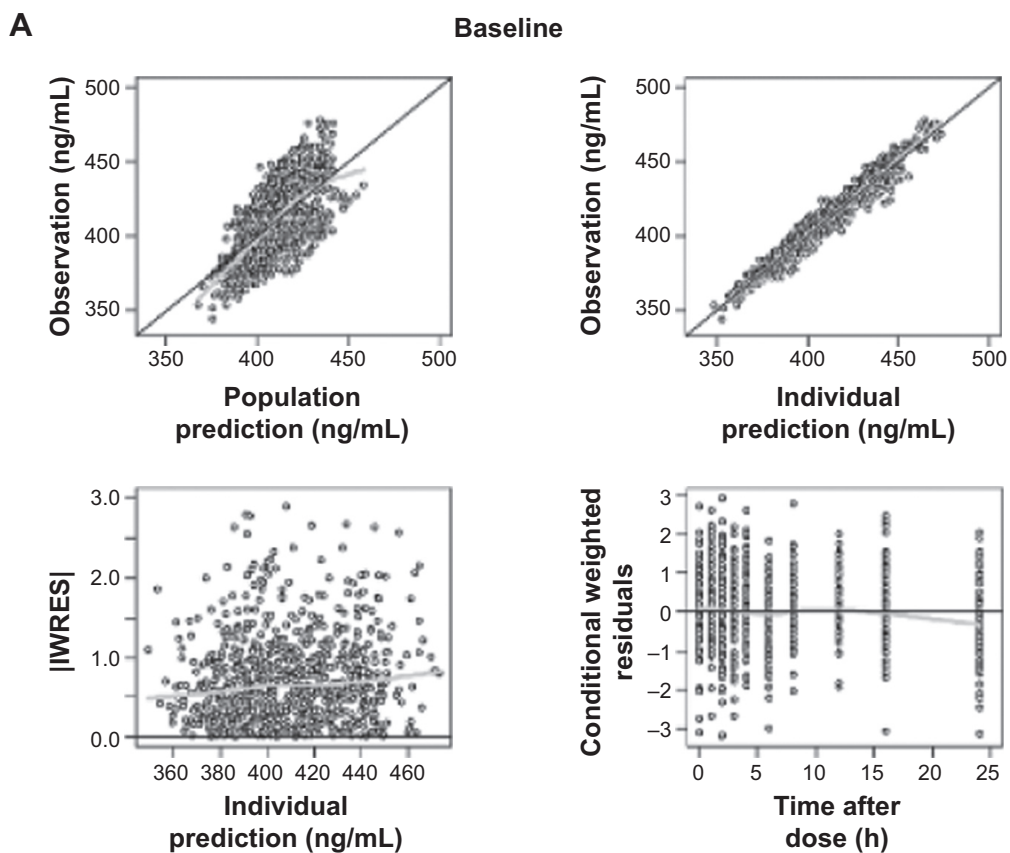 A
Baseline
Observation (ng/mL)
500
450
400
350
350 400 450 500
Population
prediction (ng/mL)
Observation (ng/mL)
500
450
400
350
350 400 450 500
Individual
prediction (ng/mL)
|IWRES|
3.0
2.0
1.0
0.0
360 380 400 420 440 460
Individual
prediction (ng/mL)
Conditional weighted
residuals
3
2
1
0
–1
–2
–3
0 5 10 15 20 25
Time after
dose (h)